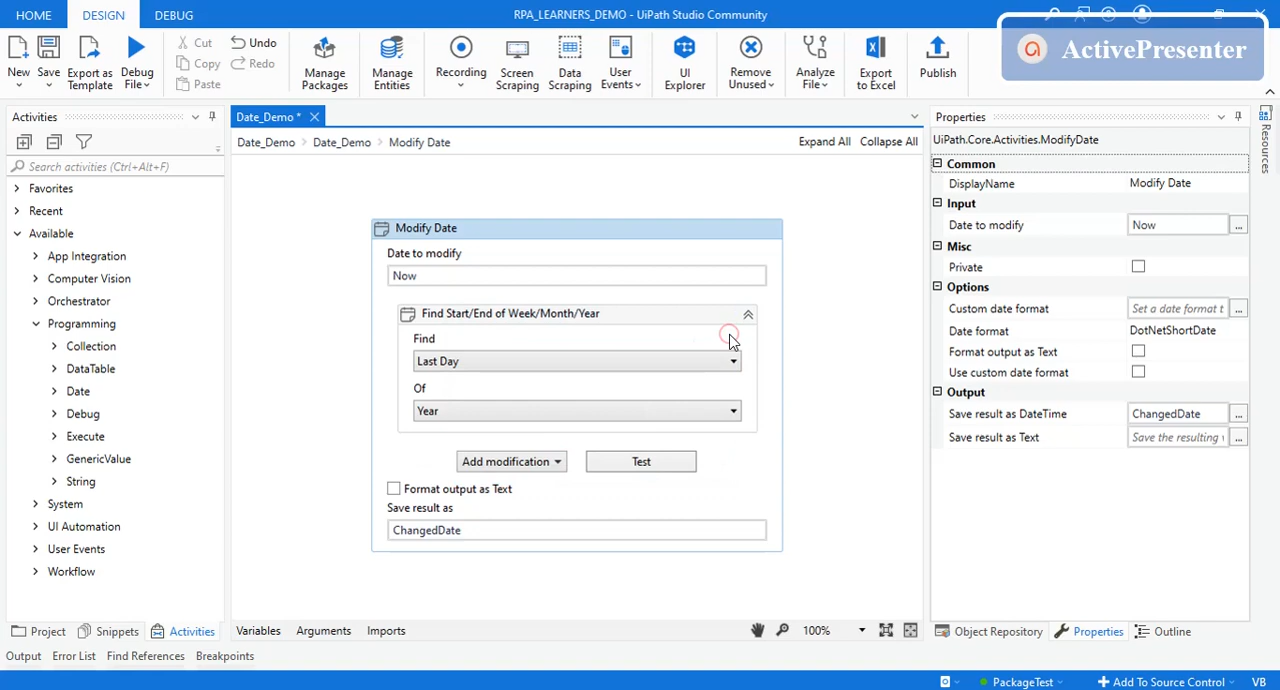 HOME DESIGN DEBUG RPA_LEARNERS_DEMO - UiPath Studio Community
ActivePresenter
New Save Export as Template Debug File Cut Copy Paste Undo Redo Manage Packages Manage Entities Recording Screen Scraping Data Scraping User Events UI Explorer Remove Unused Analyze File Export to Excel Publish
Activities
Search activities (Ctrl+Alt+F)
Favorites
Recent
Available
App Integration
Computer Vision
Orchestrator
Programming
Collection
DataTable
Date
Debug
Execute
GenericValue
String
System
UI Automation
User Events
Workflow
Project Snippets Activities
Date_Demo *
Date_Demo > Date_Demo > Modify Date Expand All Collapse All
Modify Date
Date to modify
Now
Find Start/End of Week/Month/Year
Find
Last Day
Of
Year
Add modification Test
Format output as Text
Save result as
ChangedDate
Variables Arguments Imports 100%
Properties
UiPath.Core.Activities.ModifyDate
Common
DisplayName Modify Date
Input
Date to modify Now ...
Misc
Private
Options
Custom date format Set a date format t ...
Date format DotNetShortDate
Format output as Text
Use custom date format
Output
Save result as DateTime ChangedDate ...
Save result as Text Save the resulting ...
Object Repository Properties Outline
Resources
Output Error List Find References Breakpoints
PackageTest Add To Source Control VB